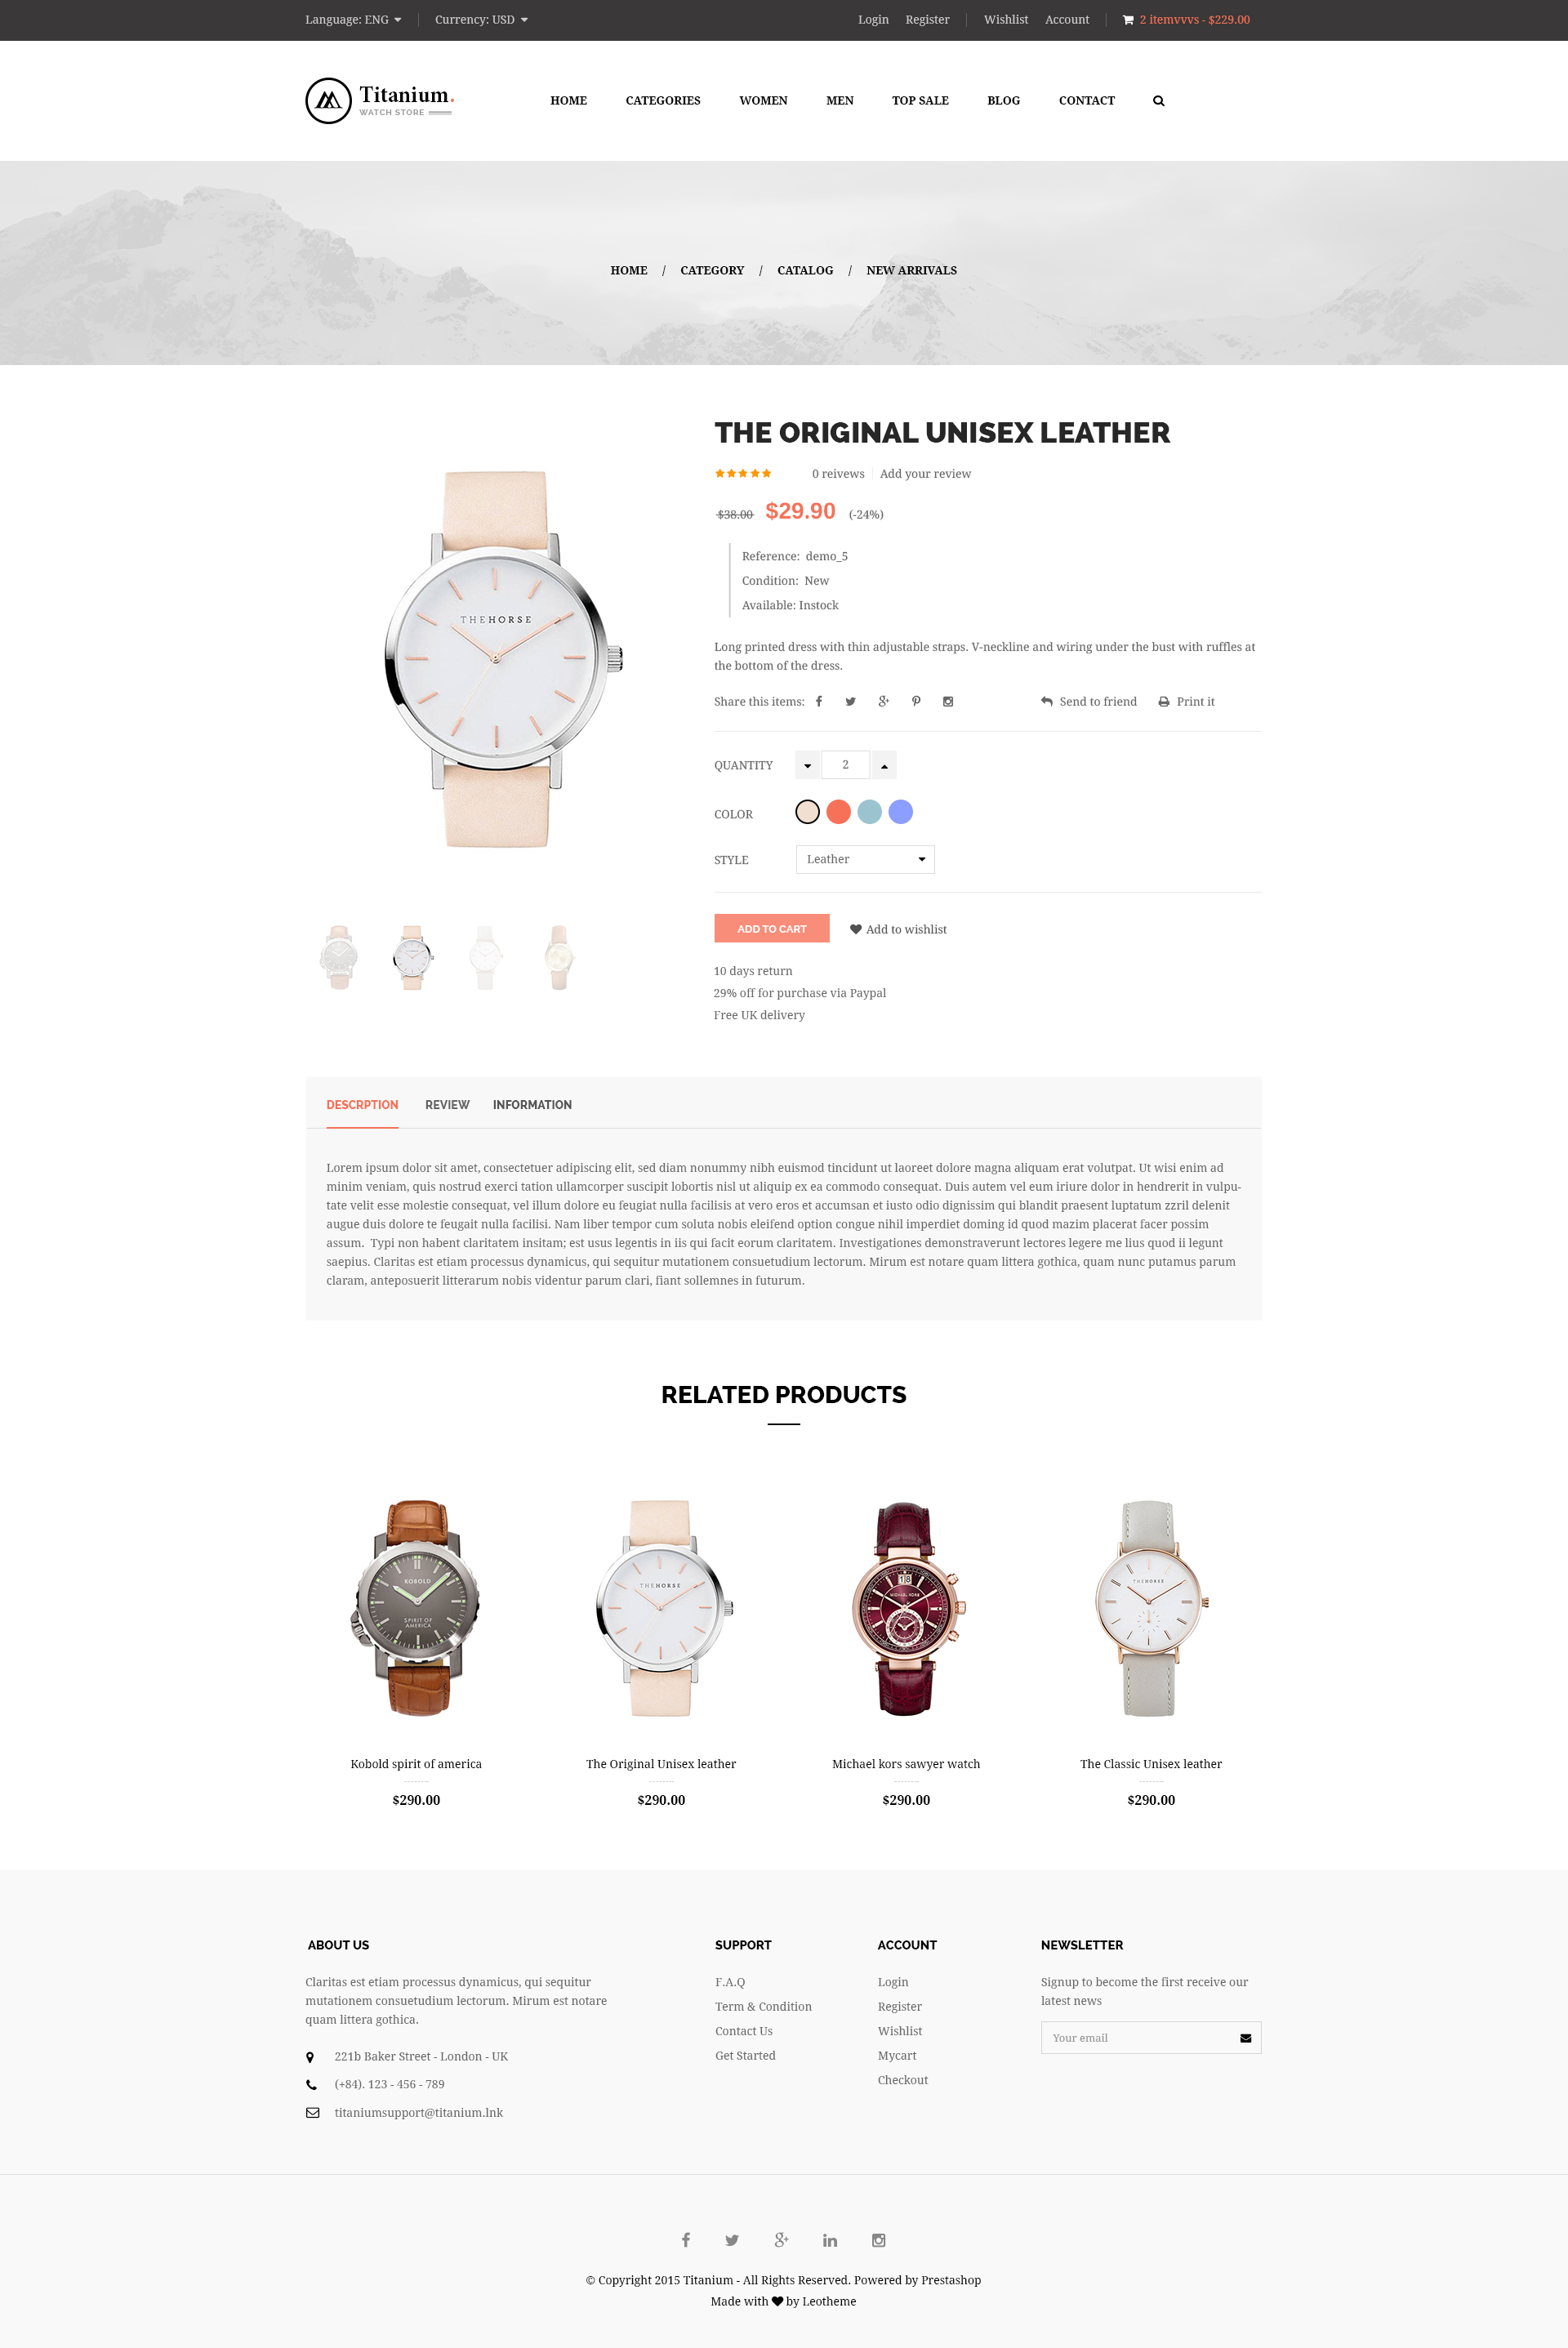 Language: ENG
Currency: USD
Login Register Wishlist Account 2 itemvvvs - $229.00
Titanium.
WATCH STORE
HOME CATEGORIES WOMEN MEN TOP SALE BLOG CONTACT
HOME / CATEGORY / CATALOG / NEW ARRIVALS
THE ORIGINAL UNISEX LEATHER
0 reivews Add your review
$38.00 $29.90 (-24%)
Reference: demo_5
Condition: New
Available: Instock
Long printed dress with thin adjustable straps. V-neckline and wiring under the bust with ruffles at
the bottom of the dress.
Share this items: Send to friend Print it
QUANTITY 2
COLOR
STYLE Leather
ADD TO CART Add to wishlist
10 days return
29% off for purchase via Paypal
Free UK delivery
THEHORSE
DESCRPTION REVIEW INFORMATION
Lorem ipsum dolor sit amet, consectetuer adipiscing elit, sed diam nonummy nibh euismod tincidunt ut laoreet dolore magna aliquam erat volutpat. Ut wisi enim ad
minim veniam, quis nostrud exerci tation ullamcorper suscipit lobortis nisl ut aliquip ex ea commodo consequat. Duis autem vel eum iriure dolor in hendrerit in vulpu-
tate velit esse molestie consequat, vel illum dolore eu feugiat nulla facilisis at vero eros et accumsan et iusto odio dignissim qui blandit praesent luptatum zzril delenit
augue duis dolore te feugait nulla facilisi. Nam liber tempor cum soluta nobis eleifend option congue nihil imperdiet doming id quod mazim placerat facer possim
assum. Typi non habent claritatem insitam; est usus legentis in iis qui facit eorum claritatem. Investigationes demonstraverunt lectores legere me lius quod ii legunt
saepius. Claritas est etiam processus dynamicus, qui sequitur mutationem consuetudium lectorum. Mirum est notare quam littera gothica, quam nunc putamus parum
claram, anteposuerit litterarum nobis videntur parum clari, fiant sollemnes in futurum.
RELATED PRODUCTS
KOBOLD
SPIRIT OF
AMERICA
THEHORSE
18
MICHAEL KORS
THEHORSE
Kobold spirit of america
$290.00
The Original Unisex leather
$290.00
Michael kors sawyer watch
$290.00
The Classic Unisex leather
$290.00
ABOUT US
Claritas est etiam processus dynamicus, qui sequitur
mutationem consuetudium lectorum. Mirum est notare
quam littera gothica.
221b Baker Street - London - UK
(+84). 123 - 456 - 789
titaniumsupport@titanium.lnk
SUPPORT
F.A.Q
Term & Condition
Contact Us
Get Started
ACCOUNT
Login
Register
Wishlist
Mycart
Checkout
NEWSLETTER
Signup to become the first receive our
latest news
Your email
© Copyright 2015 Titanium - All Rights Reserved. Powered by Prestashop
Made with ♥ by Leotheme